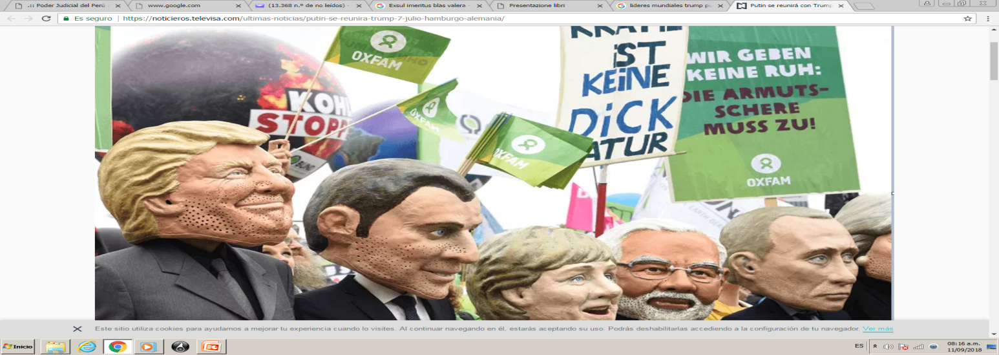 .:: Poder Judicial del Perú
www.google.com
(13.368 n.º de no leídos) -
Exsul imeritus blas valera -
Presentazione libri
lideres mundiales trump pu
Putin se reunirá con Trump
Es seguro | https://noticieros.televisa.com/ultimas-noticias/putin-se-reunira-trump-7-julio-hamburgo-alemania/
OXFAM
KOHL
STOPP
BUND
OXFAM
OXFAM
IST
KEiNE
DiCK
ATUR
WIR GEBEN
KEINE RUH:
DIE ARMUTS-
SCHERE
MUSS ZU!
OXFAM
Este sitio utiliza cookies para ayudarnos a mejorar tu experiencia cuando lo visites. Al continuar navegando en él, estarás aceptando su uso. Podrás deshabilitarlas accediendo a la configuración de tu navegador. Ver más
Inicio
ES
08:16 a.m.
11/09/2018